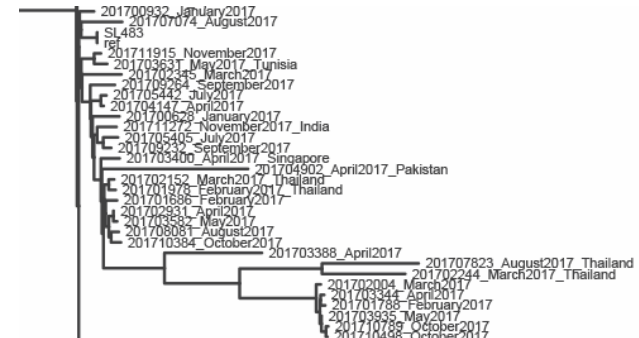 201700932_January2017
201707074_August2017
SL483
ref
201711915_November2017
201703631_May2017_Tunisia
201702345_March2017
201709264_September2017
201705442_July2017
201704147_April2017
201700628_January2017
201711272_November2017_India
201705405_July2017
201709232_September2017
201703400_April2017_Singapore
201704902_April2017_Pakistan
201702152_March2017_Thailand
201701978_February2017_Thailand
201701686_February2017
201702931_April2017
201703582_May2017
201708081_August2017
201710384_October2017
201703388_April2017
201707823_August2017_Thailand
201702244_March2017_Thailand
201702004_March2017
201703344_April2017
201701788_February2017
201703935_May2017
201710789_October2017
201710498_October2017